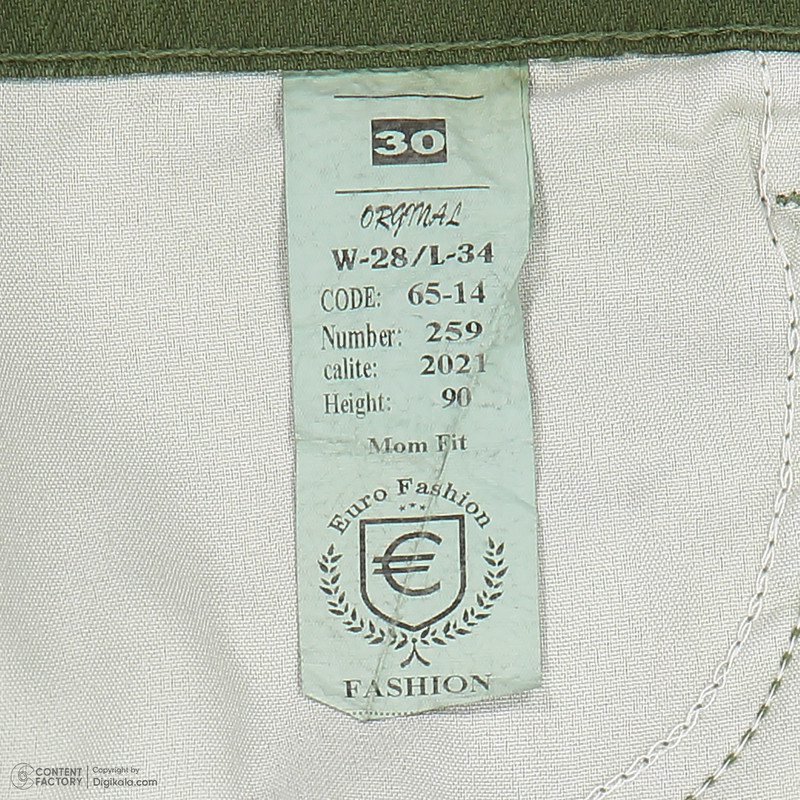 30
ORGINAL
W-28/L-34
CODE: 65-14
Number: 259
calite: 2021
Height: 90
Mom Fit
Euro Fashion
€
FASHION
CONTENT FACTORY
Copyright by
Digikala.com